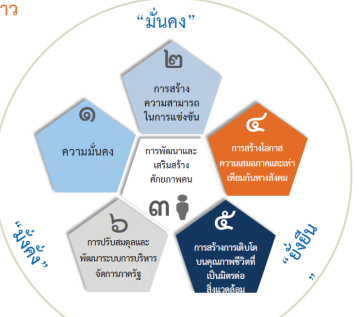 าว
“มั่นคง”
๒
การสร้าง
ความสามารถ
ในการแข่งขัน
๑
ความมั่นคง
การพัฒนาและ
เสริมสร้าง
ศักยภาพคน
๓
๔
การสร้างโอกาส
ความเสมอภาคและเท่า
เทียมกันทางสังคม
๖
การปรับสมดุลและ
พัฒนาระบบการบริหาร
จัดการภาครัฐ
๕
การสร้างการเติบโต
บนคุณภาพชีวิตที่
เป็นมิตรต่อ
สิ่งแวดล้อม
“มั่งคั่ง”
“ยั่งยืน
”